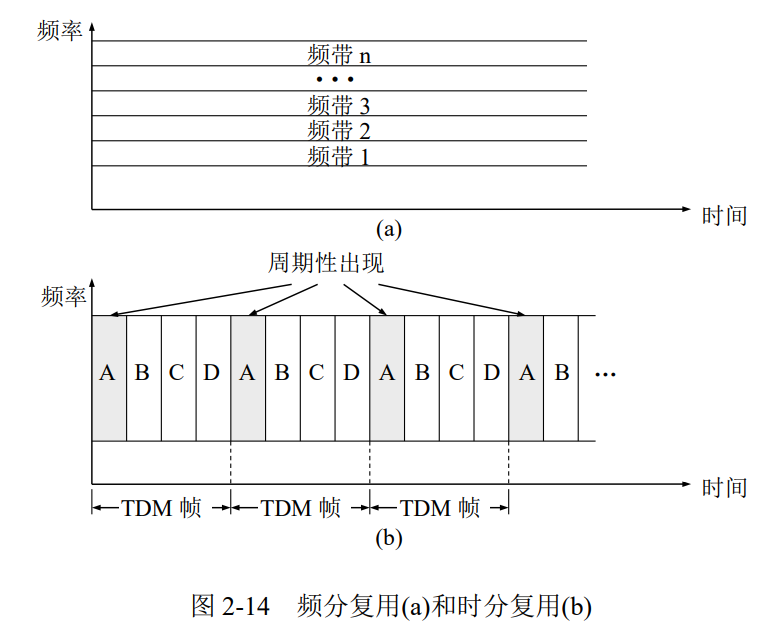 频率
频带 n
•••
频带 3
频带 2
频带 1
时间
(a)
周期性出现
频率
A B C D A B C D A B C D A B •••
时间
TDM 帧 TDM 帧 TDM 帧
(b)
图 2-14 频分复用(a)和时分复用(b)